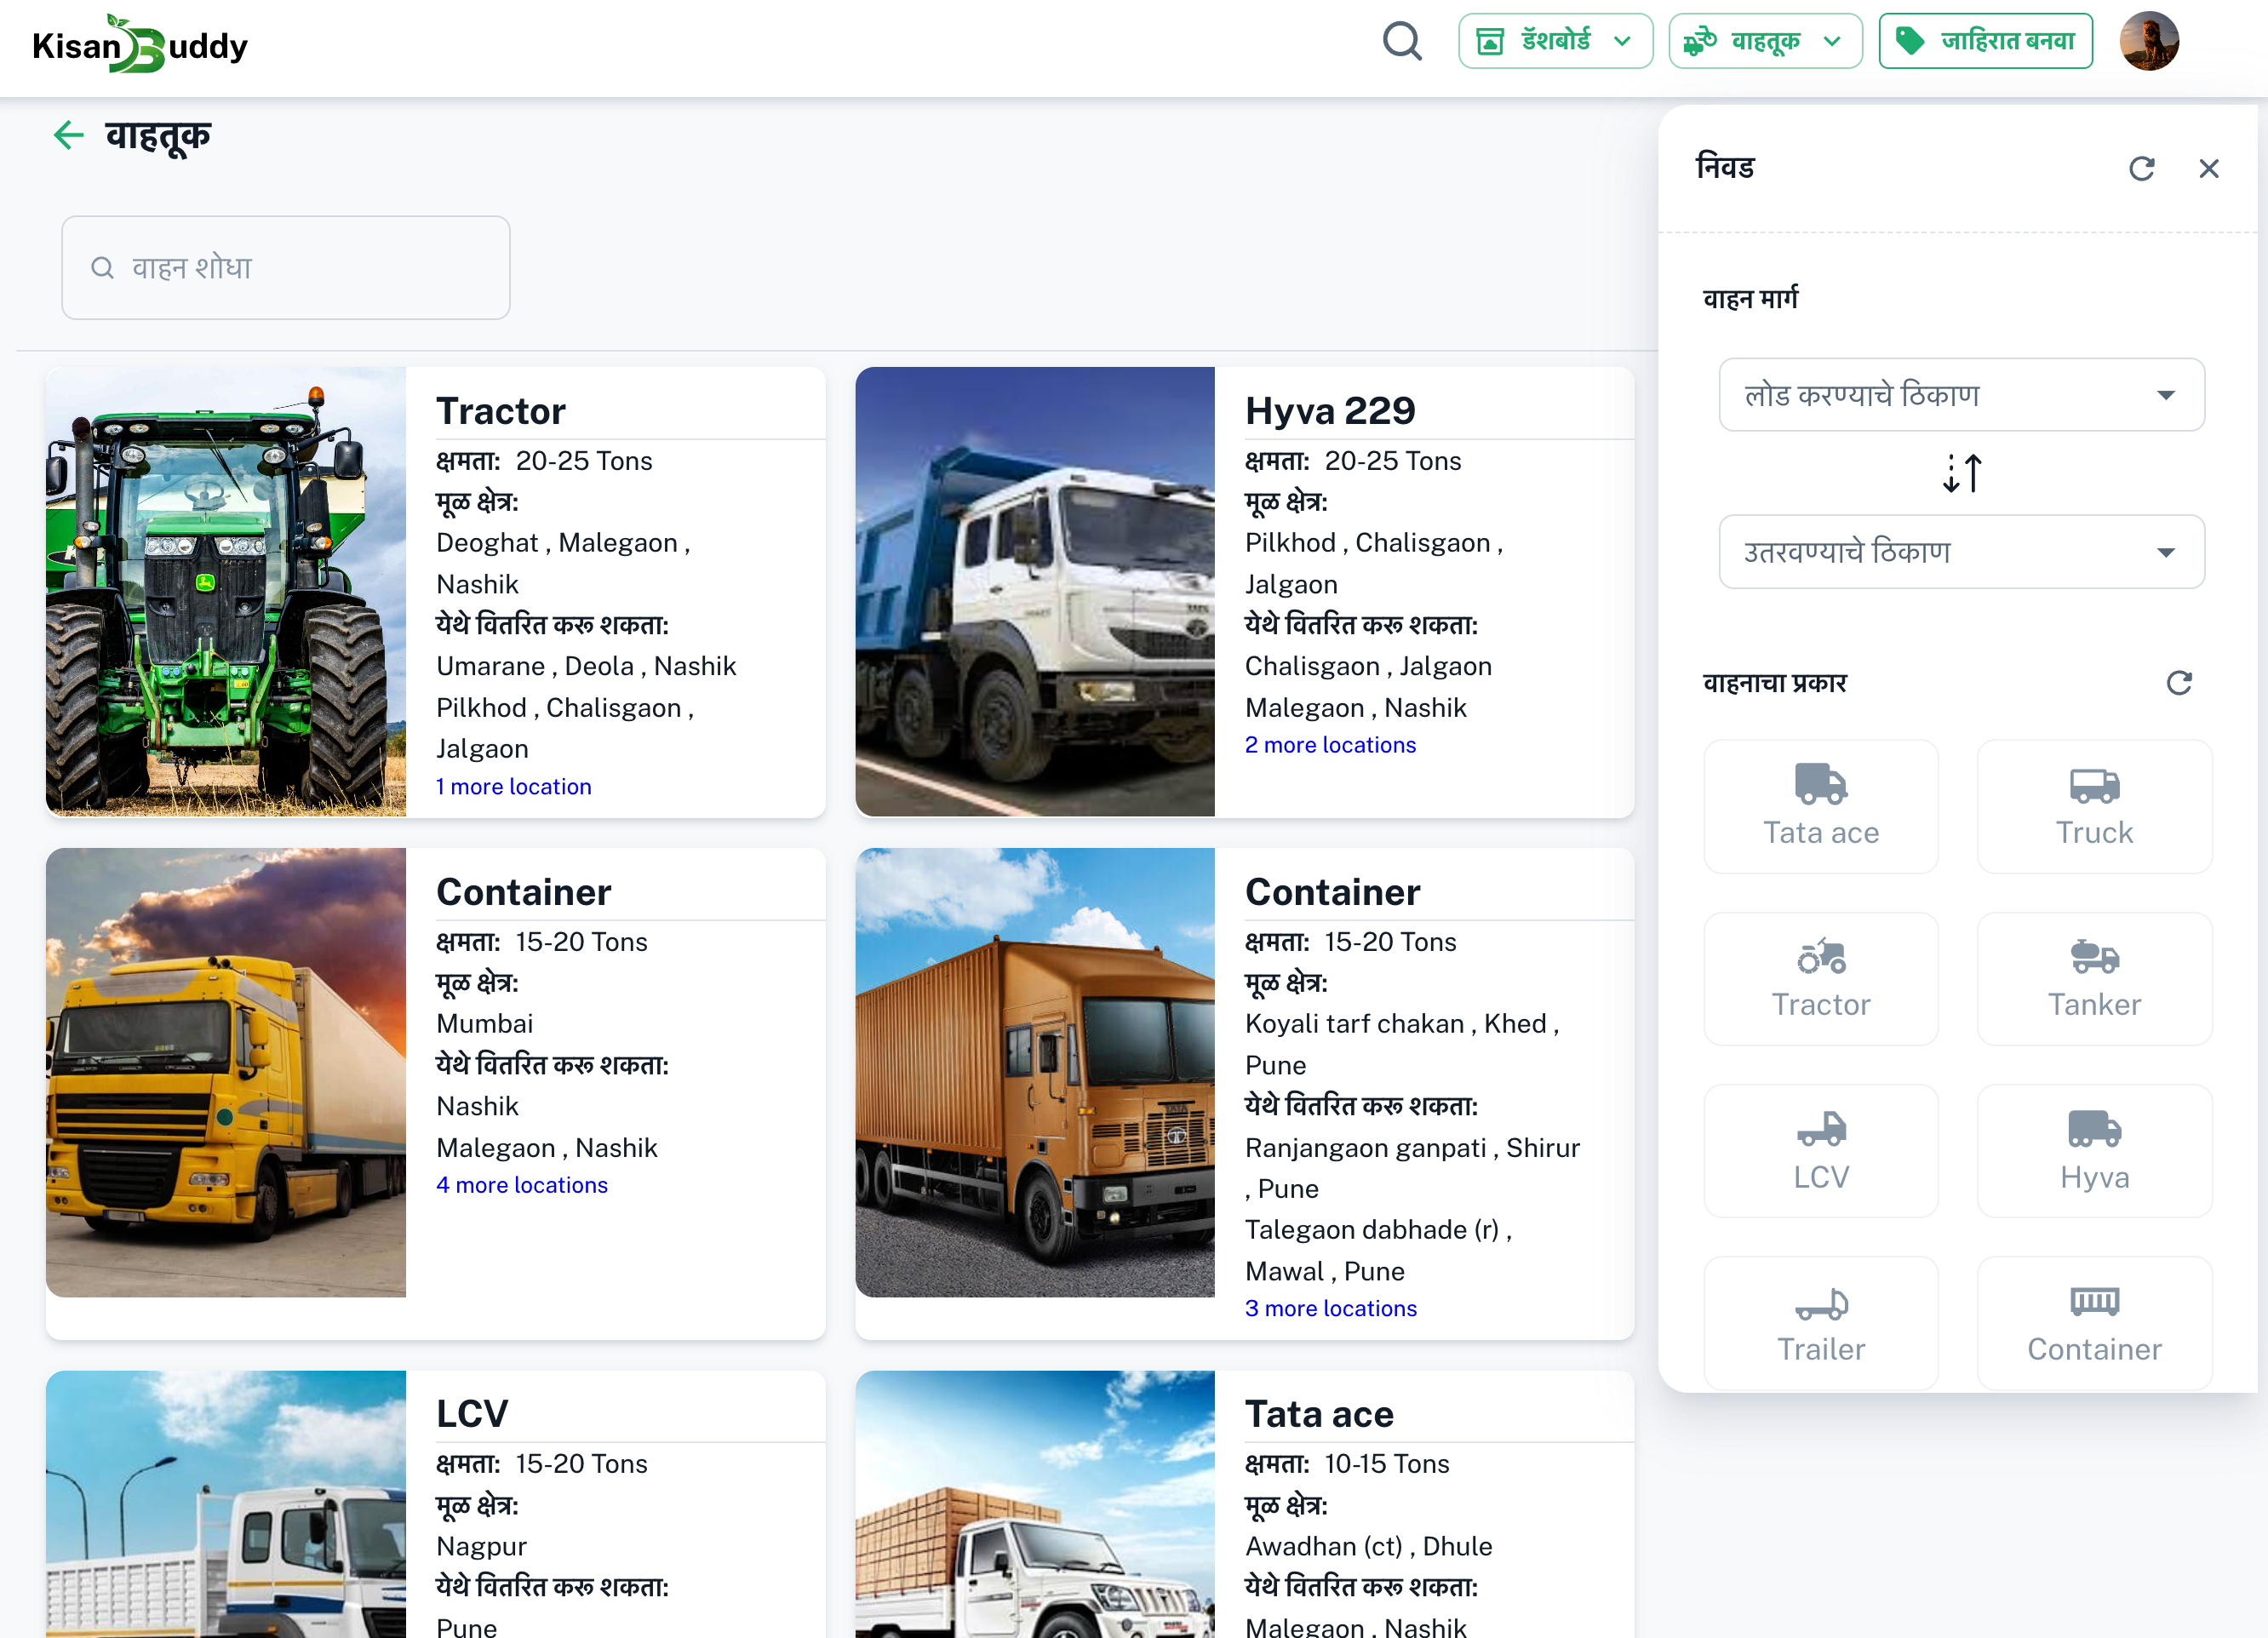 Kisan Buddy
डॅशबोर्ड
वाहतूक
जाहिरात बनवा
वाहतूक
वाहन शोधा
Tractor
क्षमता: 20-25 Tons
मूळ क्षेत्र:
Deoghat , Malegaon ,
Nashik
येथे वितरित करू शकता:
Umarane , Deola , Nashik
Pilkhod , Chalisgaon ,
Jalgaon
1 more location
Hyva 229
क्षमता: 20-25 Tons
मूळ क्षेत्र:
Pilkhod , Chalisgaon ,
Jalgaon
येथे वितरित करू शकता:
Chalisgaon , Jalgaon
Malegaon , Nashik
2 more locations
Container
क्षमता: 15-20 Tons
मूळ क्षेत्र:
Mumbai
येथे वितरित करू शकता:
Nashik
Malegaon , Nashik
4 more locations
Container
क्षमता: 15-20 Tons
मूळ क्षेत्र:
Koyali tarf chakan , Khed ,
Pune
येथे वितरित करू शकता:
Ranjangaon ganpati , Shirur
, Pune
Talegaon dabhade (r) ,
Mawal , Pune
3 more locations
LCV
क्षमता: 15-20 Tons
मूळ क्षेत्र:
Nagpur
येथे वितरित करू शकता:
Pune
Tata ace
क्षमता: 10-15 Tons
मूळ क्षेत्र:
Awadhan (ct) , Dhule
येथे वितरित करू शकता:
Malegaon , Nashik
निवड
वाहन मार्ग
लोड करण्याचे ठिकाण
उतरवण्याचे ठिकाण
वाहनाचा प्रकार
Tata ace
Truck
Tractor
Tanker
LCV
Hyva
Trailer
Container